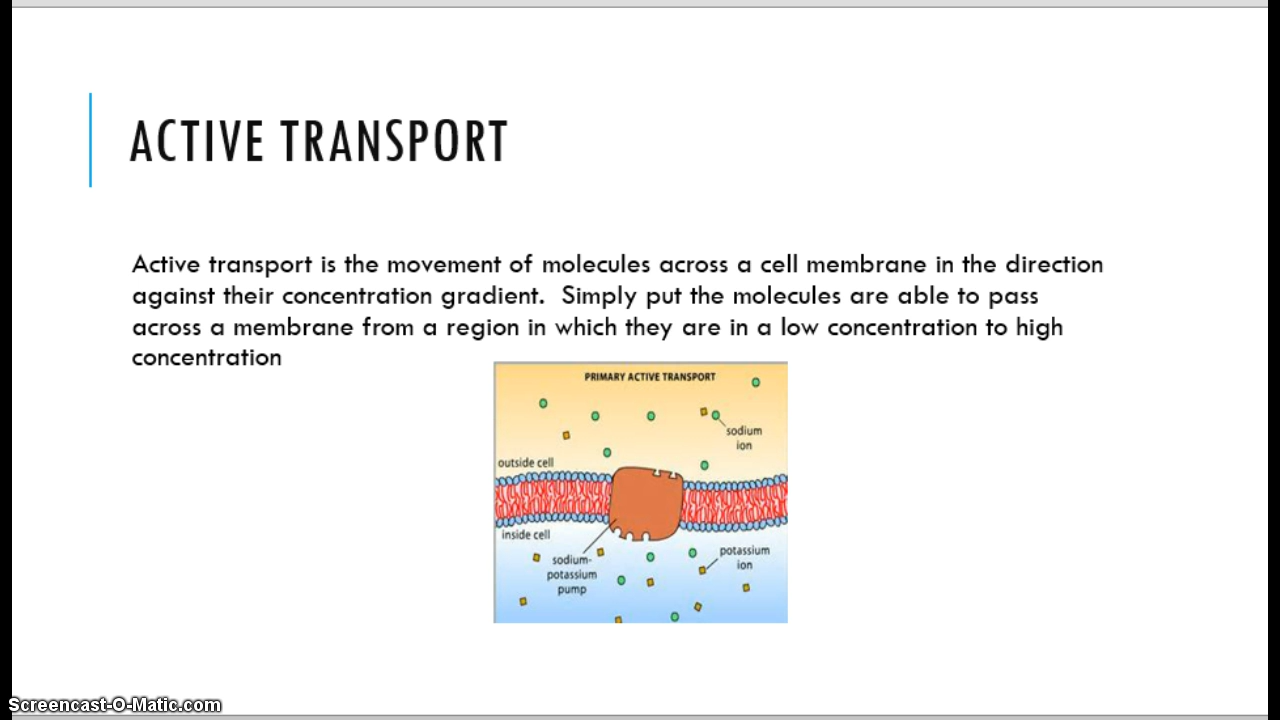 ACTIVE TRANSPORT
Active transport is the movement of molecules across a cell membrane in the direction
against their concentration gradient.  Simply put the molecules are able to pass
across a membrane from a region in which they are in a low concentration to high
concentration
PRIMARY ACTIVE TRANSPORT
sodium
ion
outside cell
inside cell
sodium-
potassium
pump
potassium
ion
Screencast-O-Matic.com